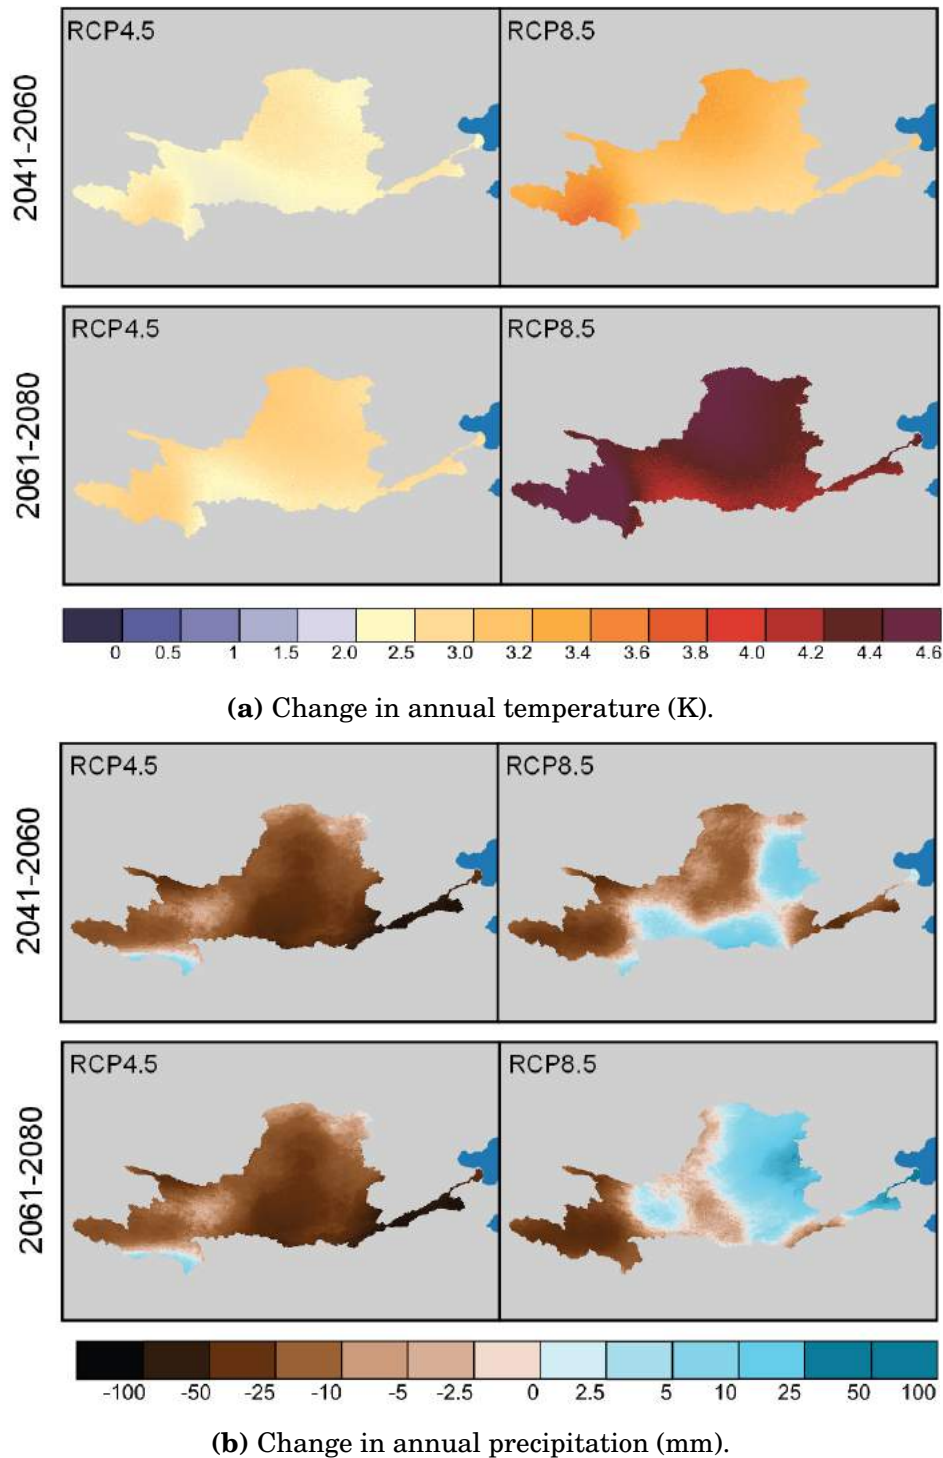 RCP4.5 RCP8.5
2041-2060
RCP4.5 RCP8.5
2061-2080
0 0.5 1 1.5 2.0 2.5 3.0 3.2 3.4 3.6 3.8 4.0 4.2 4.4 4.6
(a) Change in annual temperature (K).
RCP4.5 RCP8.5
2041-2060
RCP4.5 RCP8.5
2061-2080
-100 -50 -25 -10 -5 -2.5 0 2.5 5 10 25 50 100
(b) Change in annual precipitation (mm).